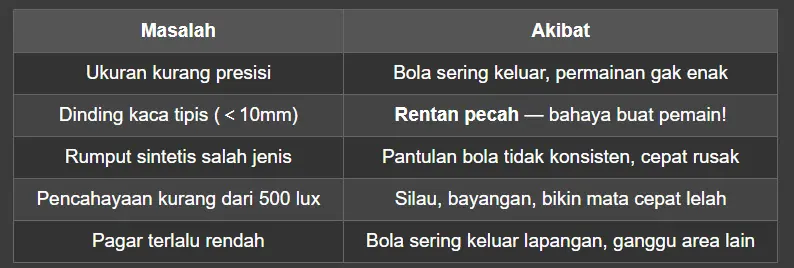 Masalah Akibat
Ukuran kurang presisi Bola sering keluar, permainan gak enak
Dinding kaca tipis ( < 10mm) Rentan pecah — bahaya buat pemain!
Rumput sintetis salah jenis Pantulan bola tidak konsisten, cepat rusak
Pencahayaan kurang dari 500 lux Silau, bayangan, bikin mata cepat lelah
Pagar terlalu rendah Bola sering keluar lapangan, ganggu area lain